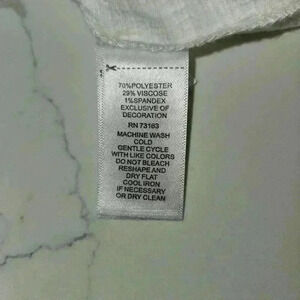 70%POLYESTER
29% VISCOSE
1%SPANDEX
EXCLUSIVE OF
DECORATION
RN 73163
MACHINE WASH
COLD
GENTLE CYCLE
WITH LIKE COLORS
DO NOT BLEACH
RESHAPE AND
DRY FLAT
COOL IRON
IF NECESSARY
OR DRY CLEAN